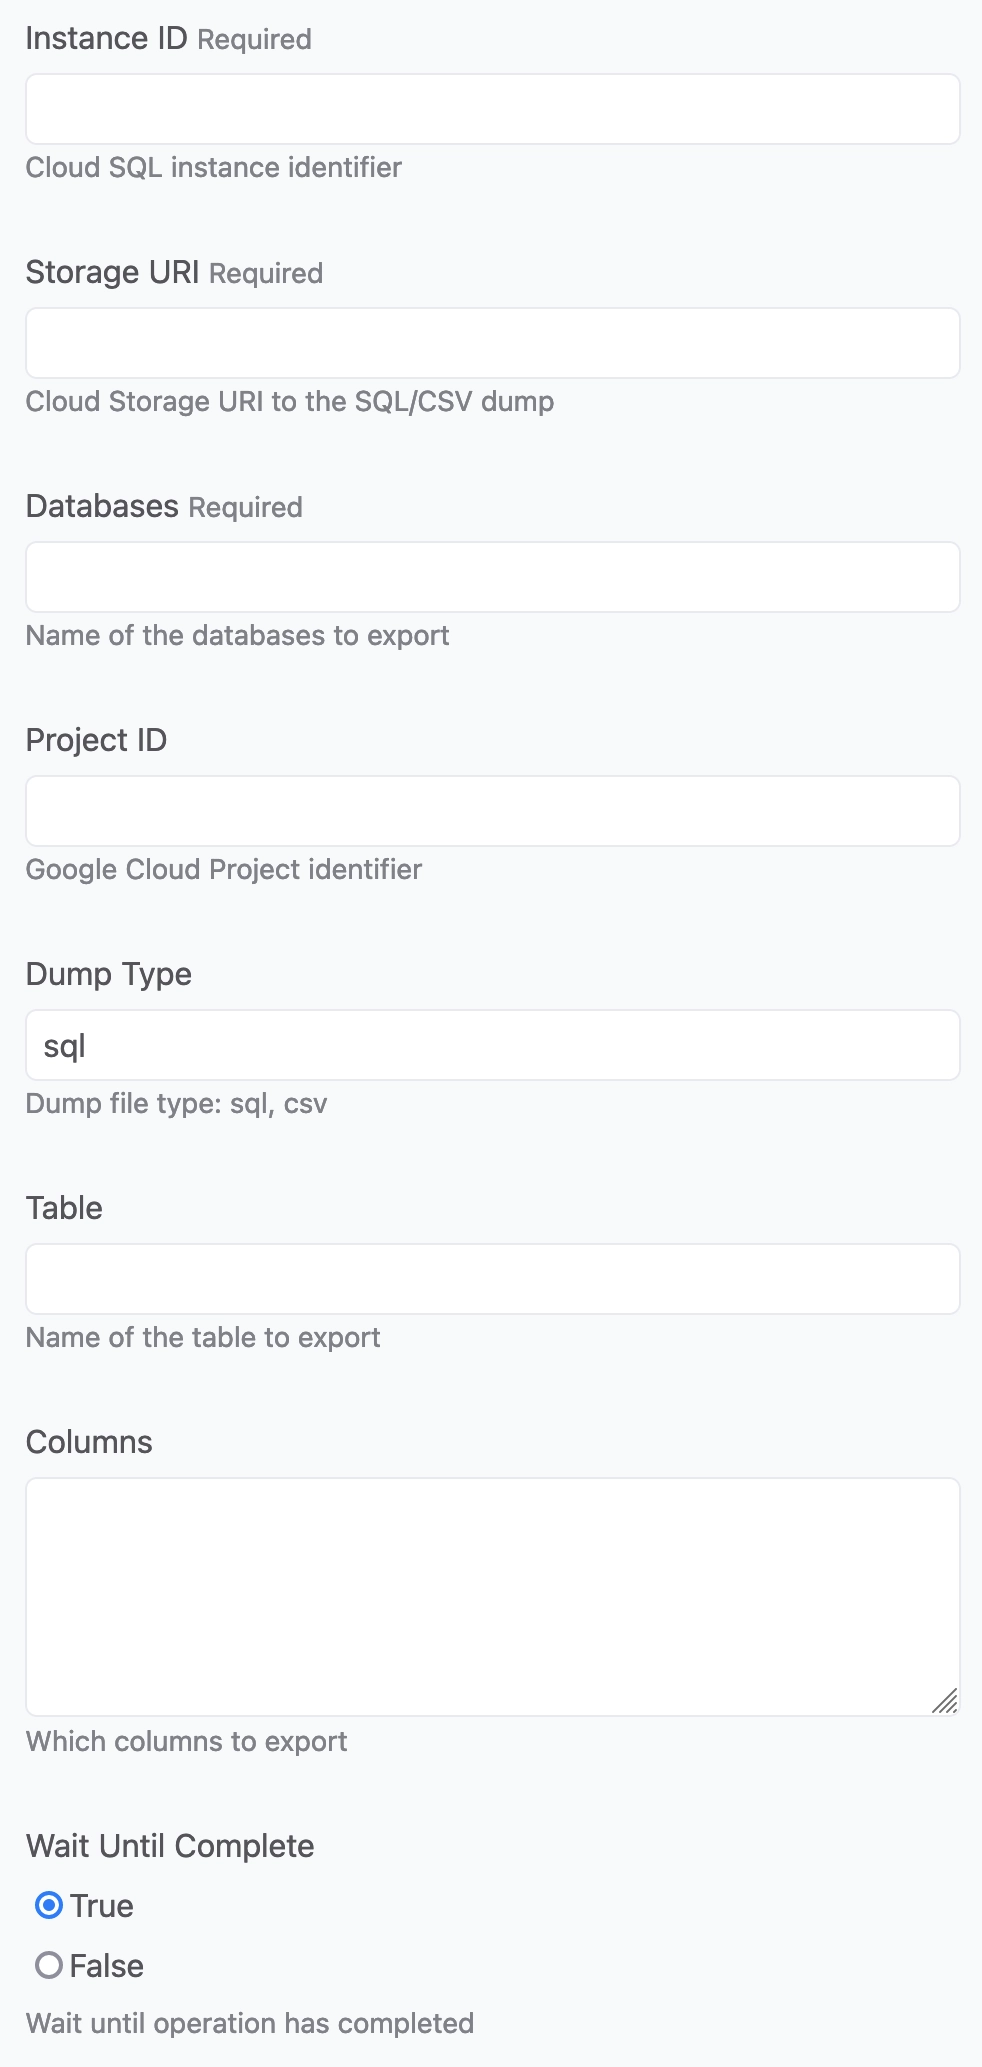 Instance ID Required
Cloud SQL instance identifier
Storage URI Required
Cloud Storage URI to the SQL/CSV dump
Databases Required
Name of the databases to export
Project ID
Google Cloud Project identifier
Dump Type
sql
Dump file type: sql, csv
Table
Name of the table to export
Columns
Which columns to export
Wait Until Complete
True
False
Wait until operation has completed